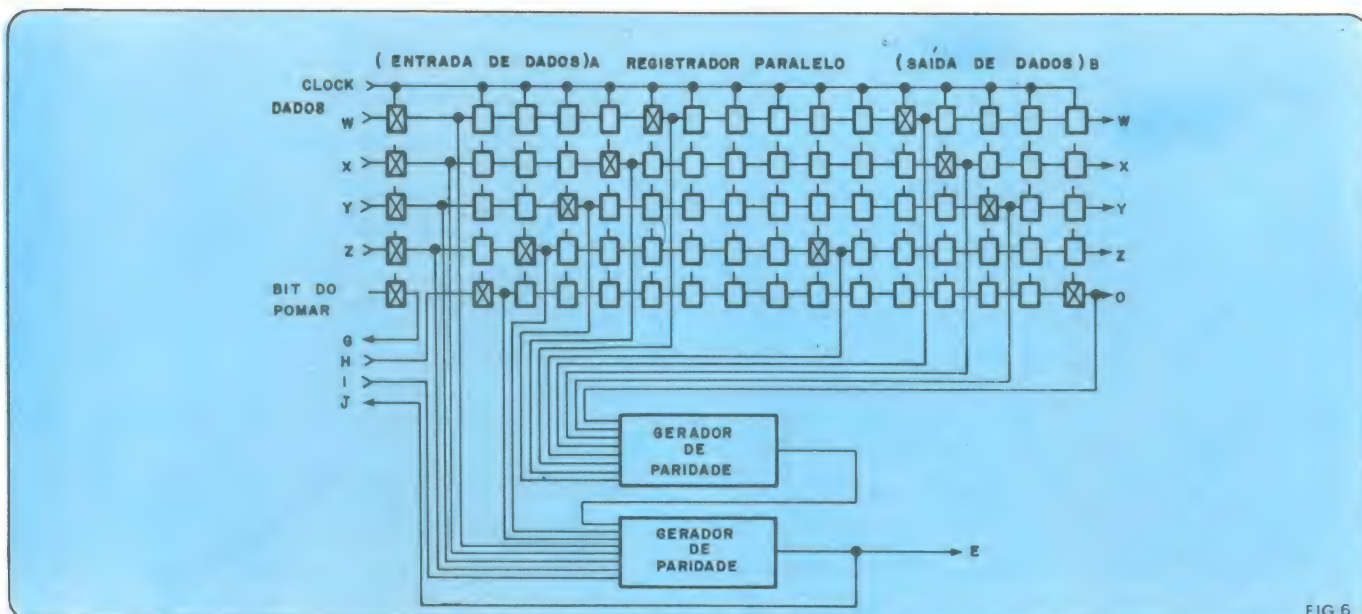 (ENTRADA DE DADOS)A REGISTRADOR PARALELO (SAÍDA DE DADOS)B
CLOCK
DADOS
W W
X X
Y Y
Z Z
BIT DO
POMAR
O
G
H
I
J
GERADOR
DE
PARIDADE
GERADOR
DE
PARIDADE
E
FIG.6